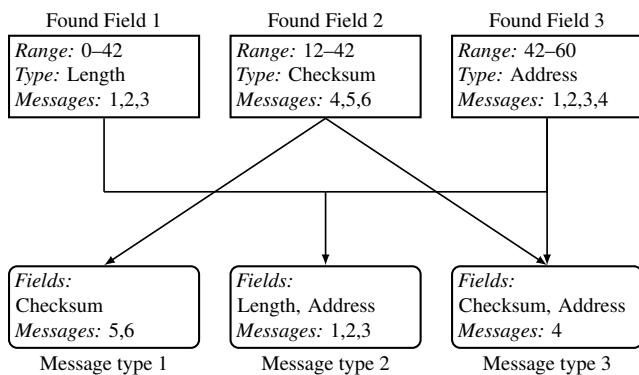 Found Field 1
Found Field 2
Found Field 3
Range: 0–42
Type: Length
Messages: 1,2,3
Range: 12–42
Type: Checksum
Messages: 4,5,6
Range: 42–60
Type: Address
Messages: 1,2,3,4
Fields:
Checksum
Messages: 5,6
Fields:
Length, Address
Messages: 1,2,3
Fields:
Checksum, Address
Messages: 4
Message type 1
Message type 2
Message type 3